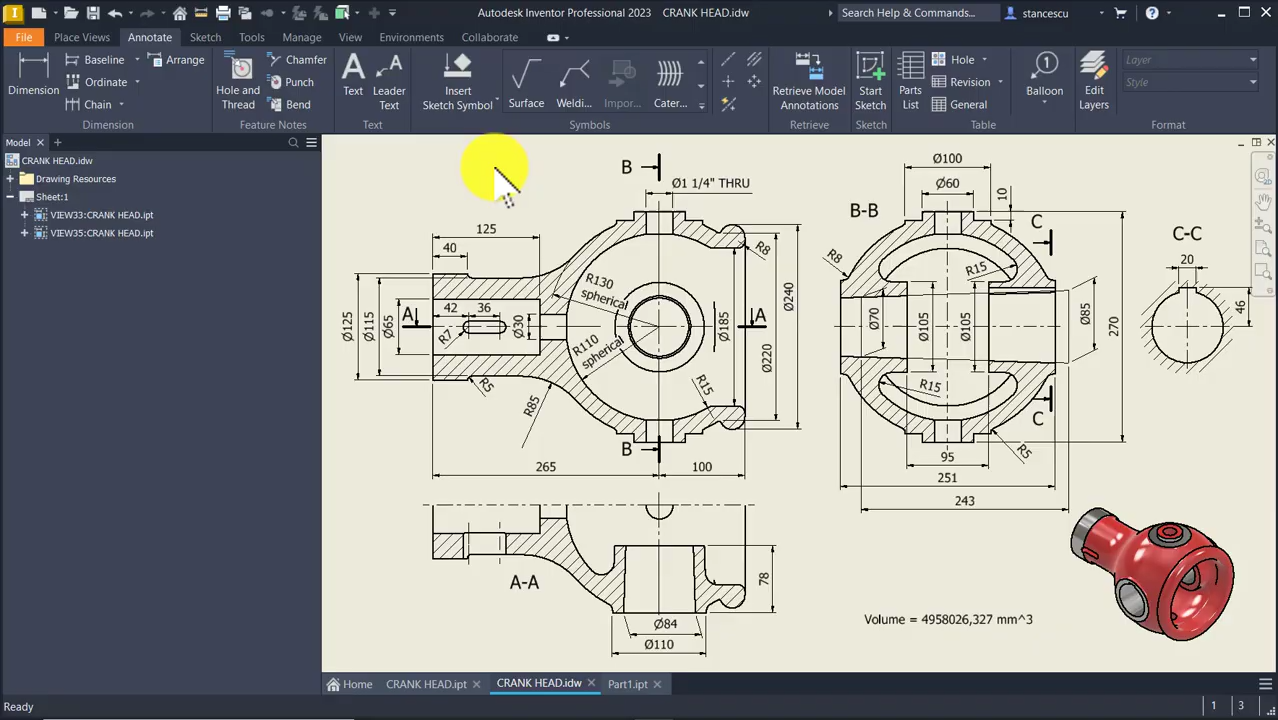 Autodesk Inventor Professional 2023 CRANK HEAD.idw
Search Help & Commands...
stancescu
File Place Views Annotate Sketch Tools Manage View Environments Collaborate
Dimension
Baseline
Ordinate
Chain
Arrange
Dimension
Hole and Thread
Chamfer
Punch
Bend
Feature Notes
Text
Leader Text
Text
Insert Sketch Symbol
Surface
Weldi...
Impor...
Cater...
Symbols
Retrieve Model Annotations
Retrieve
Start Sketch
Sketch
Parts List
Hole
Revision
General
Table
Balloon
Edit Layers
Layer
Style
Format
Model
CRANK HEAD.idw
Drawing Resources
Sheet:1
VIEW33:CRANK HEAD.ipt
VIEW35:CRANK HEAD.ipt
B
Ø1 1/4" THRU
125
40
R8
R130 spherical
42
36
A
A
Ø125
Ø115
Ø65
Ø30
R7
R110 spherical
Ø185
Ø220
Ø240
R5
R85
R15
B
265
100
A-A
78
Ø84
Ø110
Ø100
Ø60
10
B-B
C
R8
R15
Ø70
Ø105
Ø105
Ø85
270
R15
C
R5
95
251
243
C-C
20
46
Volume = 4958026,327 mm^3
Home
CRANK HEAD.ipt
CRANK HEAD.idw
Part1.ipt
Ready
1
3